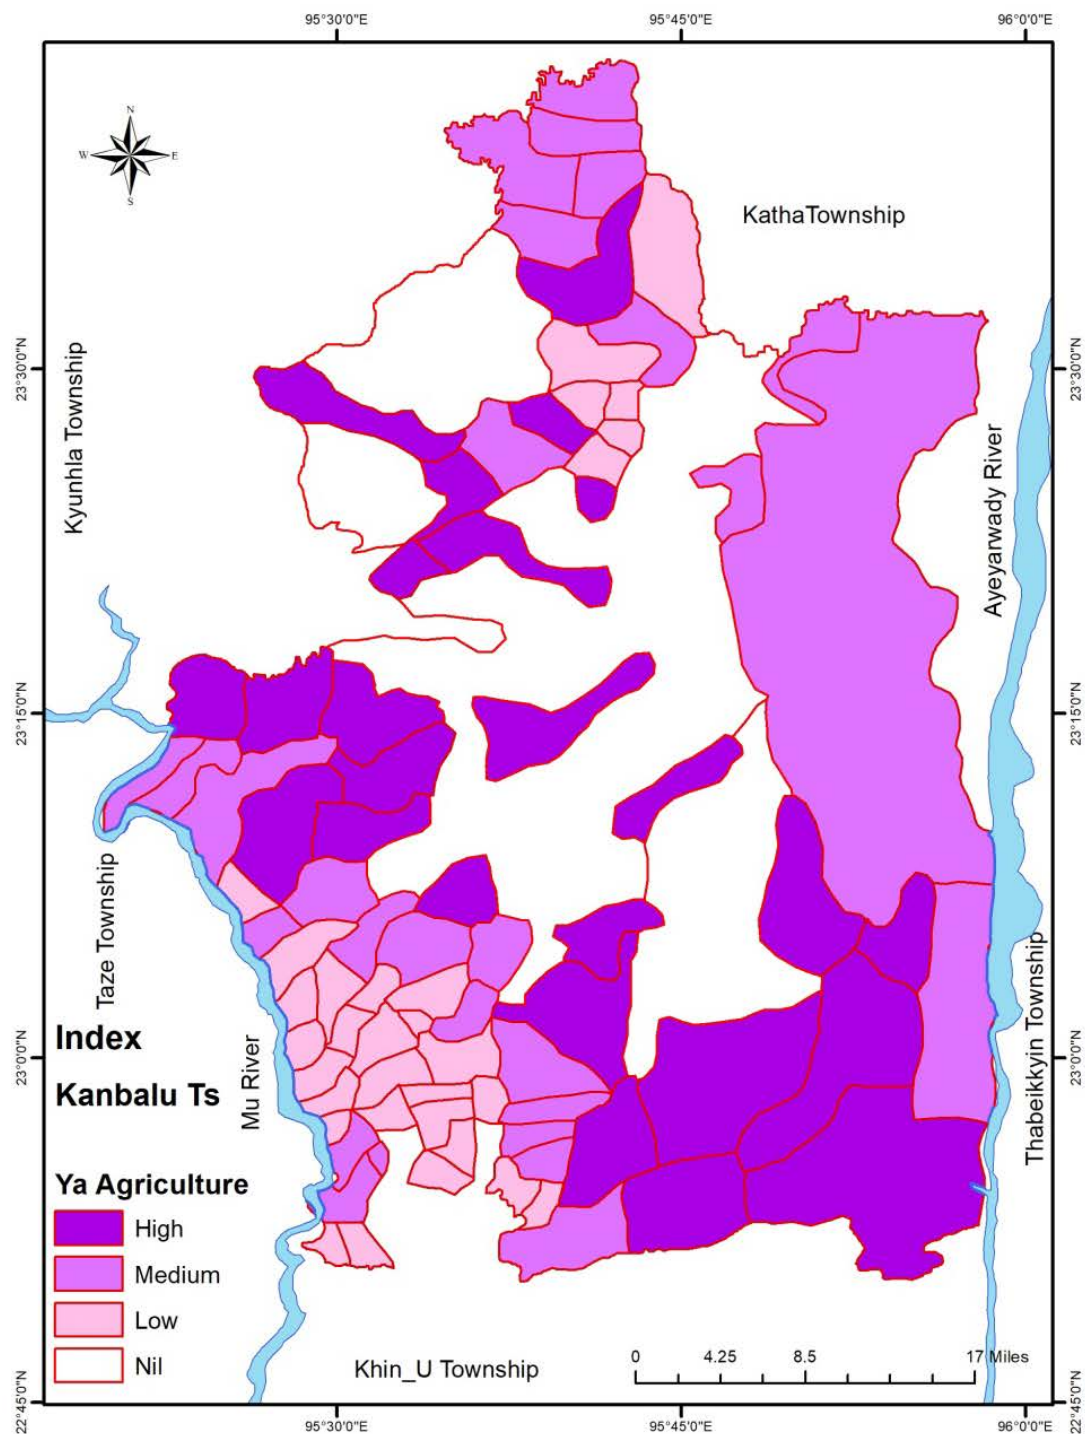 95°30'0"E
95°45'0"E
96°0'0"E
N
W
E
S
KathaTownship
23°30'0"N
23°30'0"N
Kyunhla Township
Ayeyarwady River
23°15'0"N
23°15'0"N
Taze Township
Thabeikkyin Township
Index
Kanbalu Ts
Mu River
23°0'0"N
23°0'0"N
Ya Agriculture
High
Medium
Low
Nil
Khin_U Township
0
4.25
8.5
17 Miles
22°45'0"N
22°45'0"N
95°30'0"E
95°45'0"E
96°0'0"E